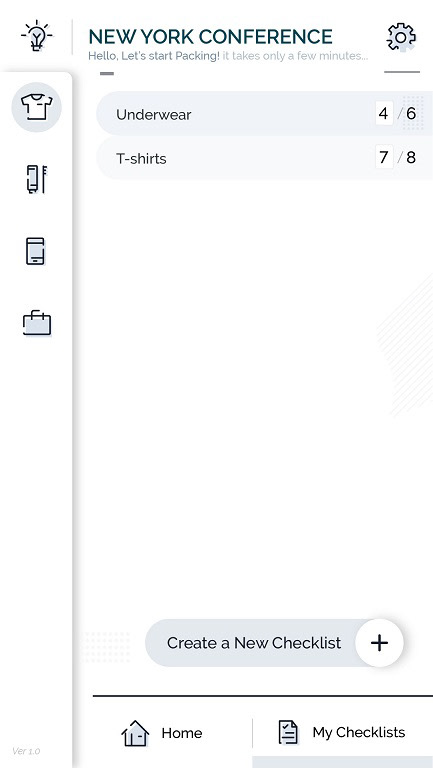 NEW YORK CONFERENCE
Hello, Let's start Packing! it takes only a few minutes...
Underwear 4 / 6
T-shirts 7 / 8
Create a New Checklist +
Home My Checklists
Ver 1.0